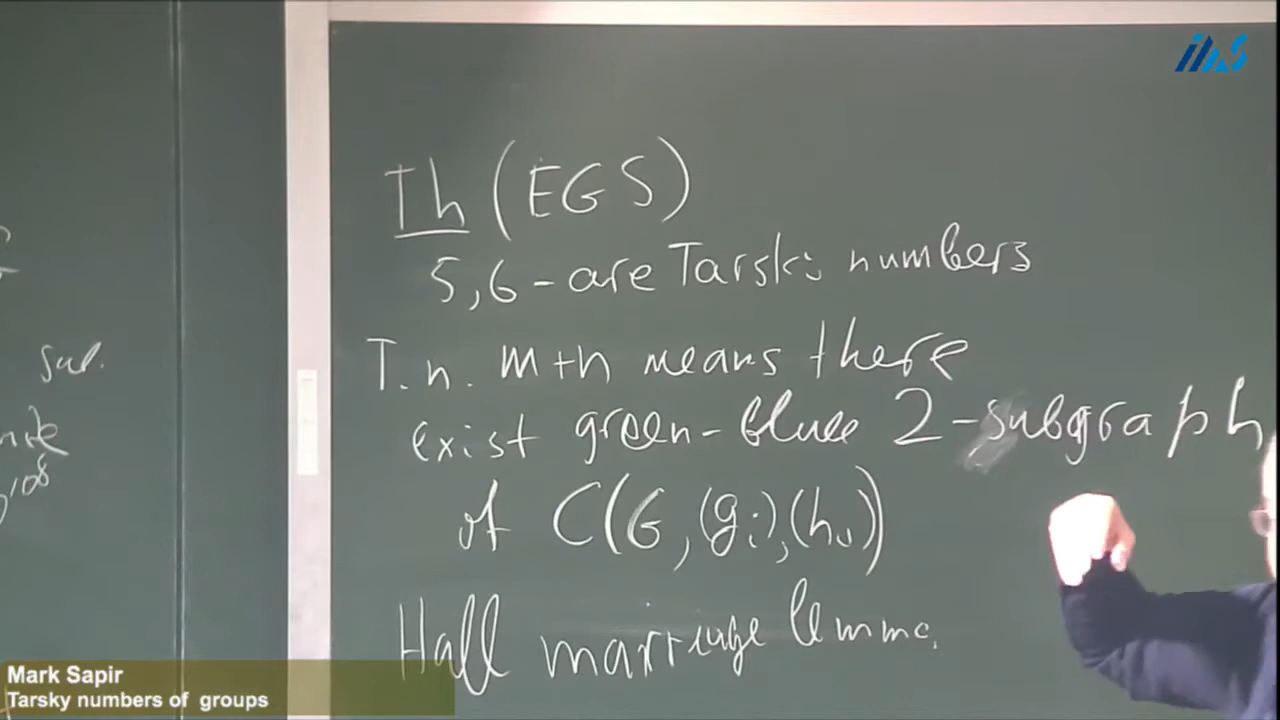 ihs
Th (EGS)
5,6 - are Tarski numbers
T.n. m+n means there
exist green-blue 2-subgraph
of C(G,(gi),(hj))
Hall marriage lemma.
Mark Sapir
Tarsky numbers of groups